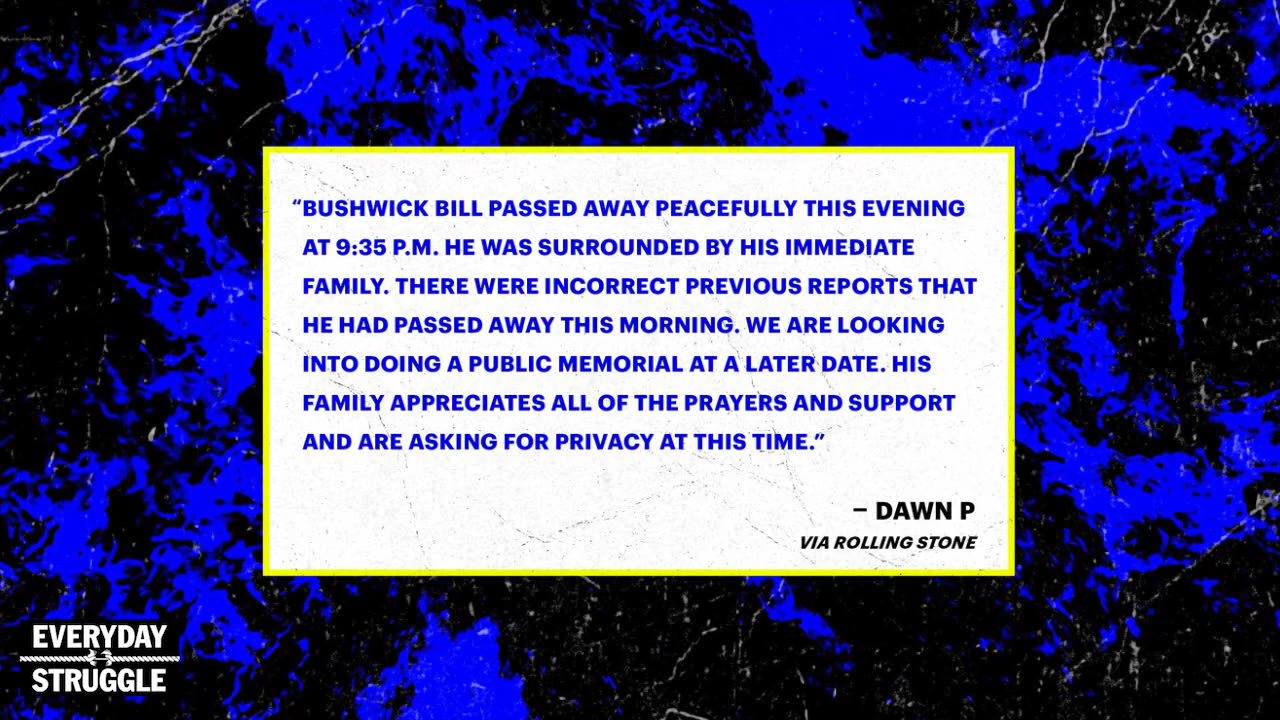 “BUSHWICK BILL PASSED AWAY PEACEFULLY THIS EVENING
AT 9:35 P.M. HE WAS SURROUNDED BY HIS IMMEDIATE
FAMILY. THERE WERE INCORRECT PREVIOUS REPORTS THAT
HE HAD PASSED AWAY THIS MORNING. WE ARE LOOKING
INTO DOING A PUBLIC MEMORIAL AT A LATER DATE. HIS
FAMILY APPRECIATES ALL OF THE PRAYERS AND SUPPORT
AND ARE ASKING FOR PRIVACY AT THIS TIME.”
– DAWN P
VIA ROLLING STONE
EVERYDAY
STRUGGLE